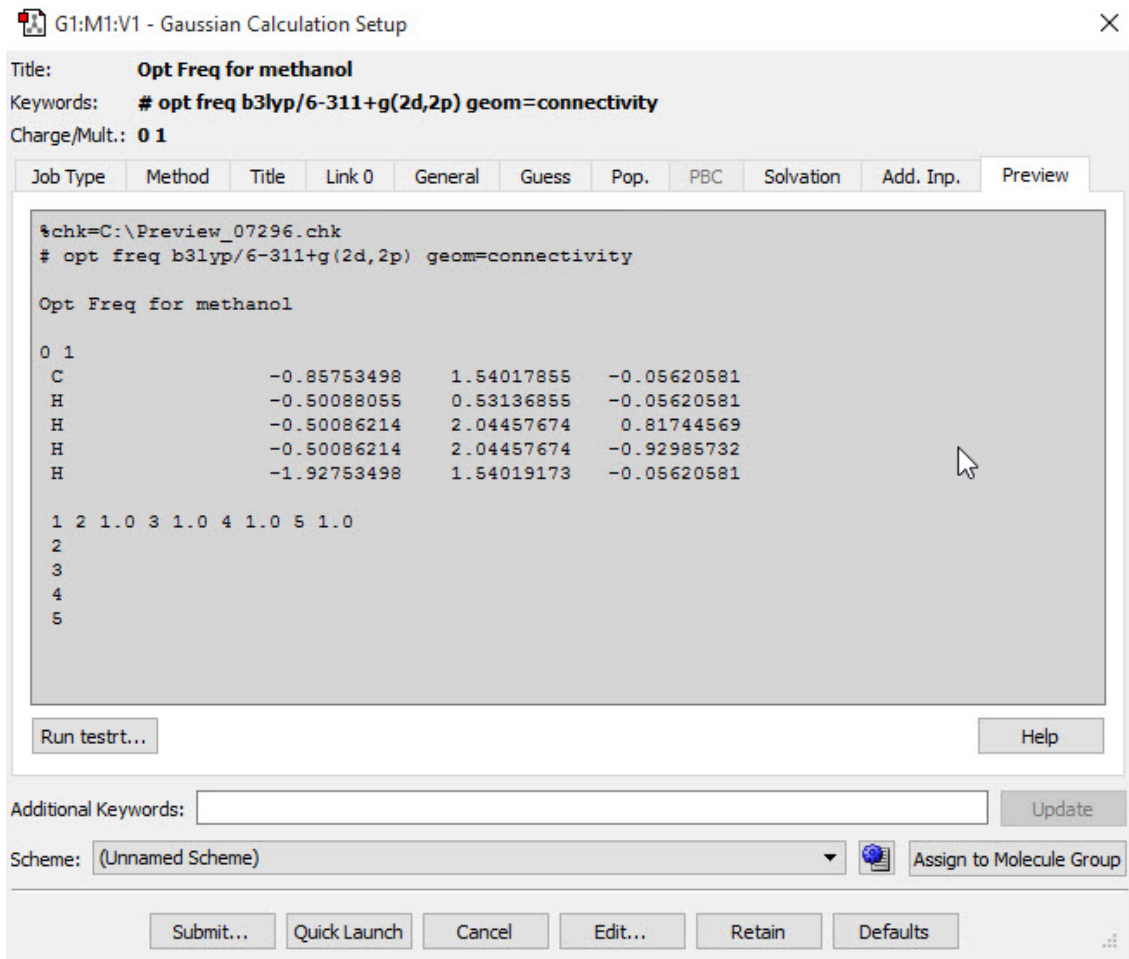 G1:M1:V1 - Gaussian Calculation Setup
Title: Opt Freq for methanol
Keywords: # opt freq b3lyp/6-311+g(2d,2p) geom=connectivity
Charge/Mult.: 0 1
Job Type Method Title Link 0 General Guess Pop. PBC Solvation Add. Inp. Preview
%chk=C:\Preview_07296.chk
# opt freq b3lyp/6-311+g(2d,2p) geom=connectivity
Opt Freq for methanol
0 1
C -0.85753498 1.54017855 -0.05620581
H -0.50088055 0.53136855 -0.05620581
H -0.50086214 2.04457674 0.81744569
H -0.50086214 2.04457674 -0.92985732
H -1.92753498 1.54019173 -0.05620581
1 2 1.0 3 1.0 4 1.0 5 1.0
2
3
4
5
Run testrt... Help
Additional Keywords: Update
Scheme: (Unnamed Scheme) Assign to Molecule Group
Submit... Quick Launch Cancel Edit... Retain Defaults